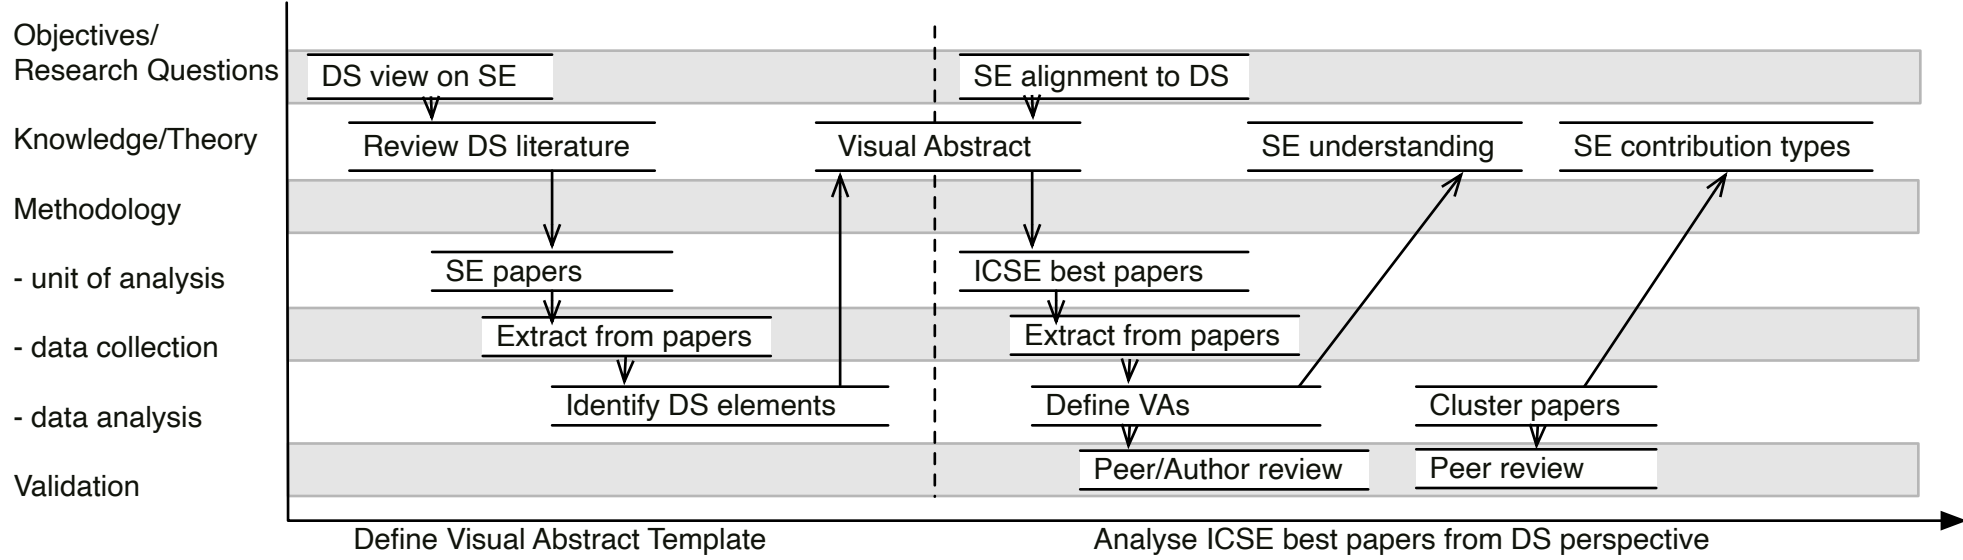 Objectives/
Research Questions
DS view on SE
SE alignment to DS
Knowledge/Theory
Review DS literature
Visual Abstract
SE understanding
SE contribution types
Methodology
- unit of analysis
SE papers
ICSE best papers
- data collection
Extract from papers
Extract from papers
- data analysis
Identify DS elements
Define VAs
Cluster papers
Validation
Peer/Author review
Peer review
Define Visual Abstract Template
Analyse ICSE best papers from DS perspective